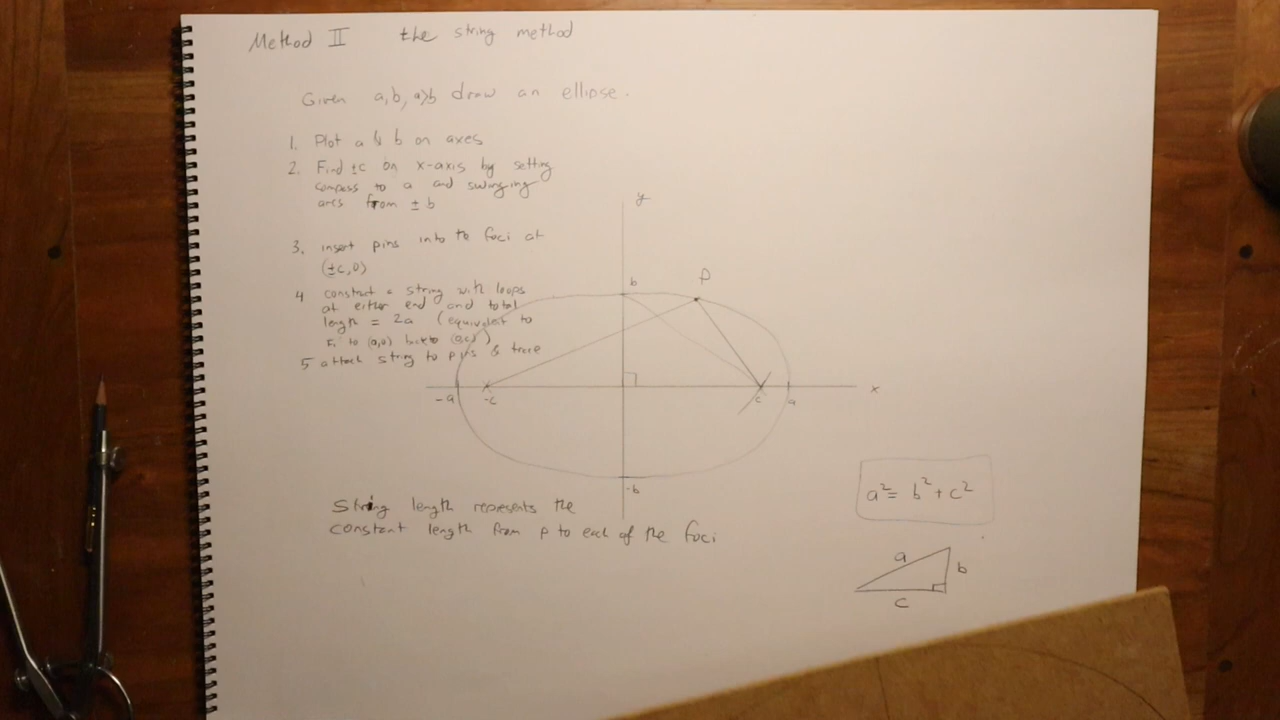 Method II the string method
Given a,b, a>b draw an ellipse.
1. Plot a & b on axes
2. Find ±c on x-axis by setting
compass to a and swinging
arcs from ± b
3. insert pins into the foci at
(±c,0)
4 construct a string with loops
at either end and total
length = 2a (equivalent to
to (a,0) back to
5 attach string to pins & trace
y
b
P
-a
-c
c
a
x
-b
String length represents the
constant length from p to each of the foci
a² = b² + c²
a
b
c